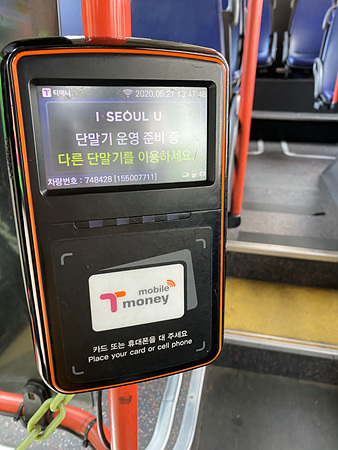 T 티머니 2020.05.21 13:47:48
I·SEOUL·U
단말기 운영 준비 중
다른 단말기를 이용하세요.
차량번호 : 748428 [155007711]
mobile
Tmoney
카드 또는 휴대폰을 대 주세요
Place your card or cell phone